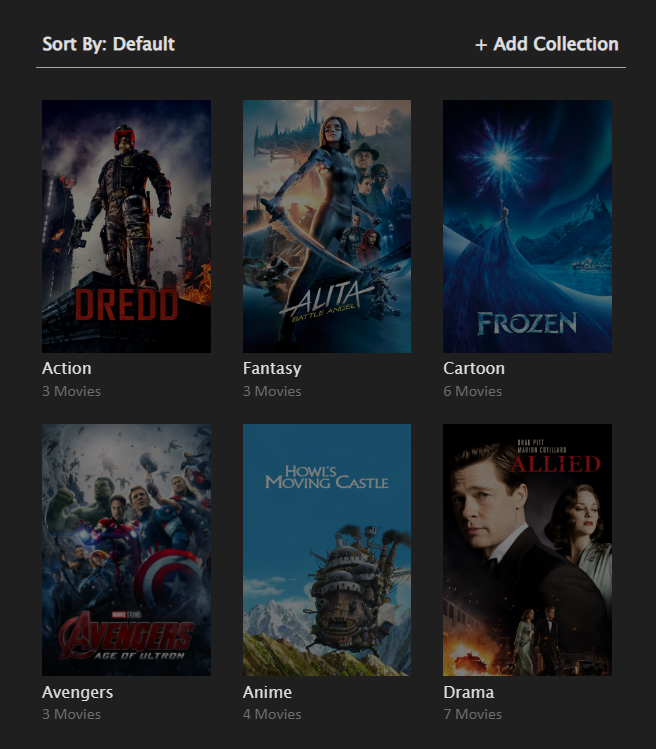 Sort By: Default
+ Add Collection
DREDD
ALITA
BATTLE ANGEL
FROZEN
Action
3 Movies
Fantasy
3 Movies
Cartoon
6 Movies
MARVEL STUDIOS
AVENGERS
AGE OF ULTRON
HOWL'S
MOVING CASTLE
BRAD PITT
MARION COTILLARD
ALLIED
Avengers
3 Movies
Anime
4 Movies
Drama
7 Movies